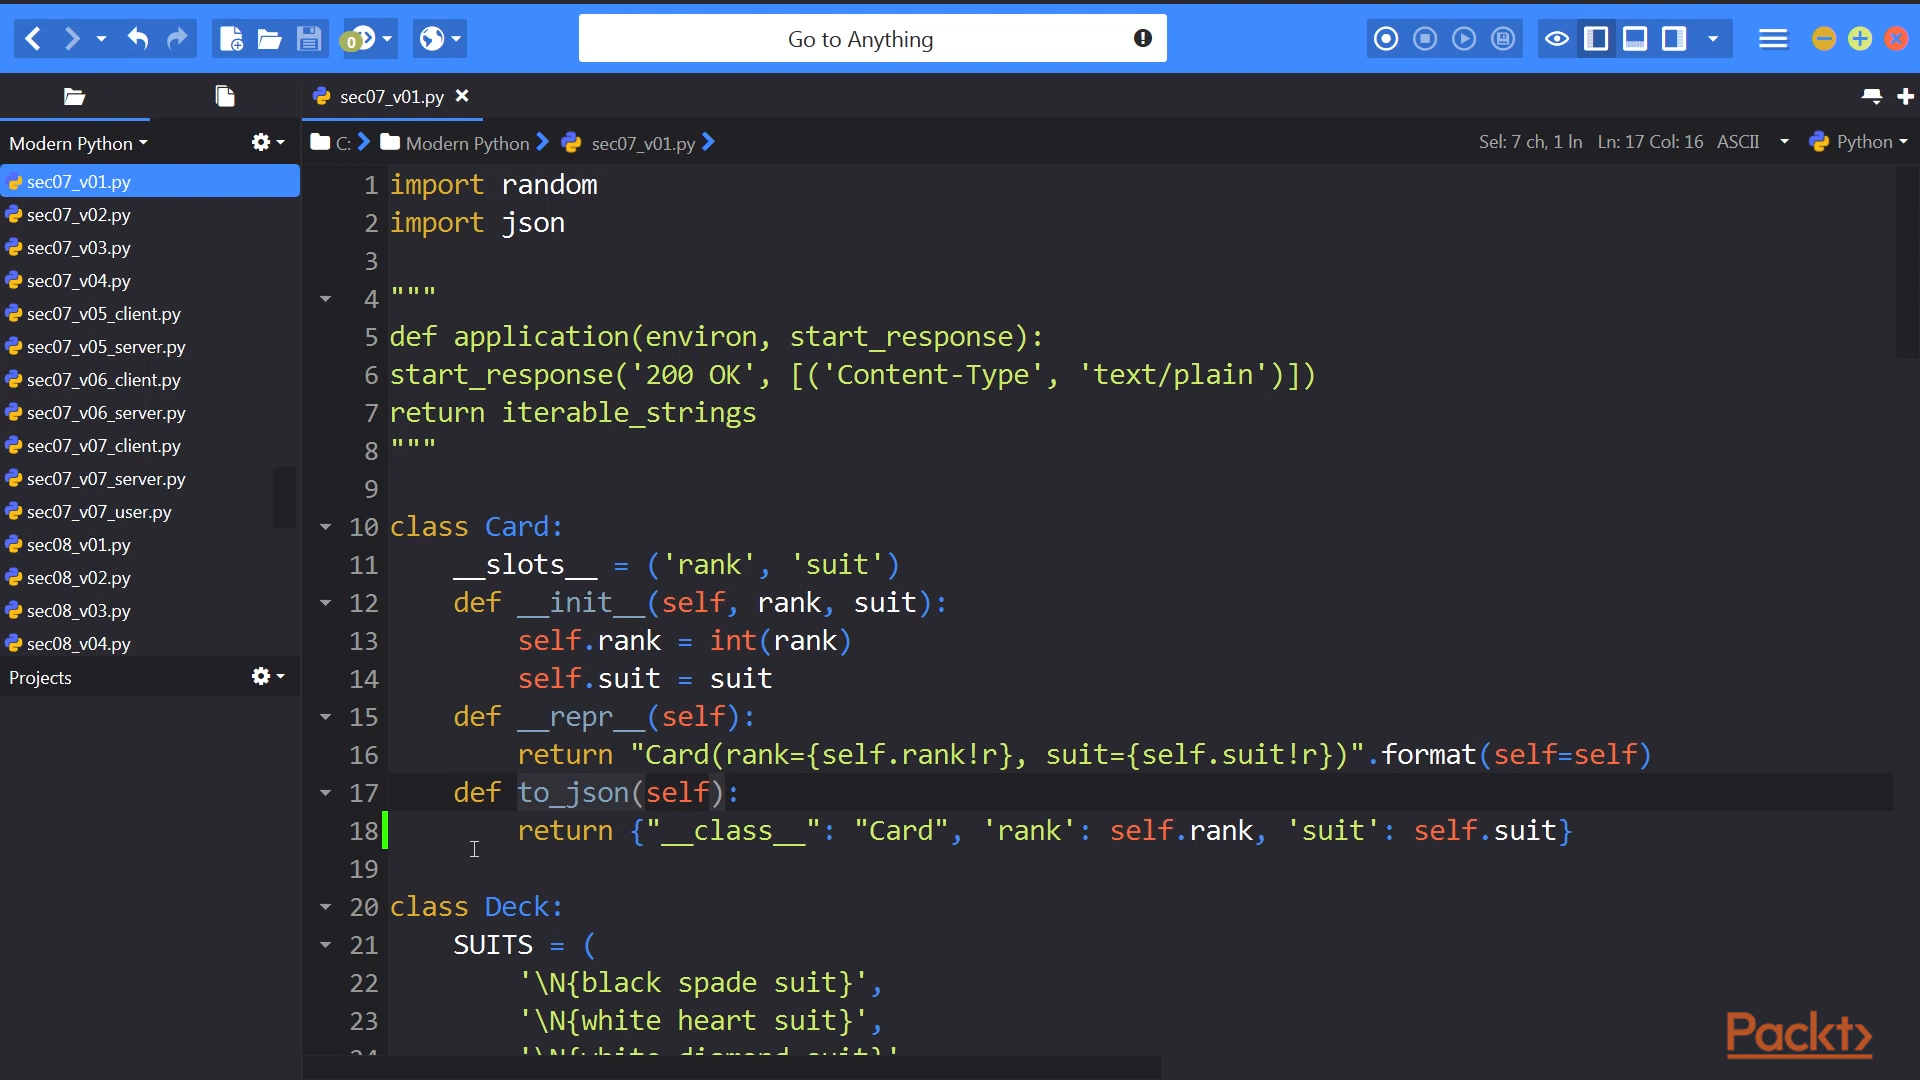 0
Go to Anything
sec07_v01.py
Modern Python
C: Modern Python sec07_v01.py
Sel: 7 ch, 1 ln Ln: 17 Col: 16 ASCII Python
sec07_v01.py
sec07_v02.py
sec07_v03.py
sec07_v04.py
sec07_v05_client.py
sec07_v05_server.py
sec07_v06_client.py
sec07_v06_server.py
sec07_v07_client.py
sec07_v07_server.py
sec07_v07_user.py
sec08_v01.py
sec08_v02.py
sec08_v03.py
sec08_v04.py
Projects
1 import random
2 import json
3
4 """
5 def application(environ, start_response):
6 start_response('200 OK', [('Content-Type', 'text/plain')])
7 return iterable_strings
8 """
9
10 class Card:
11     __slots__ = ('rank', 'suit')
12     def __init__(self, rank, suit):
13         self.rank = int(rank)
14         self.suit = suit
15     def __repr__(self):
16         return "Card(rank={self.rank!r}, suit={self.suit!r})".format(self=self)
17     def to_json(self):
18         return {"__class__": "Card", 'rank': self.rank, 'suit': self.suit}
19
20 class Deck:
21     SUITS = (
22         '\N{black spade suit}',
23         '\N{white heart suit}',
24         '\N{white diamond suit}'
Packt>